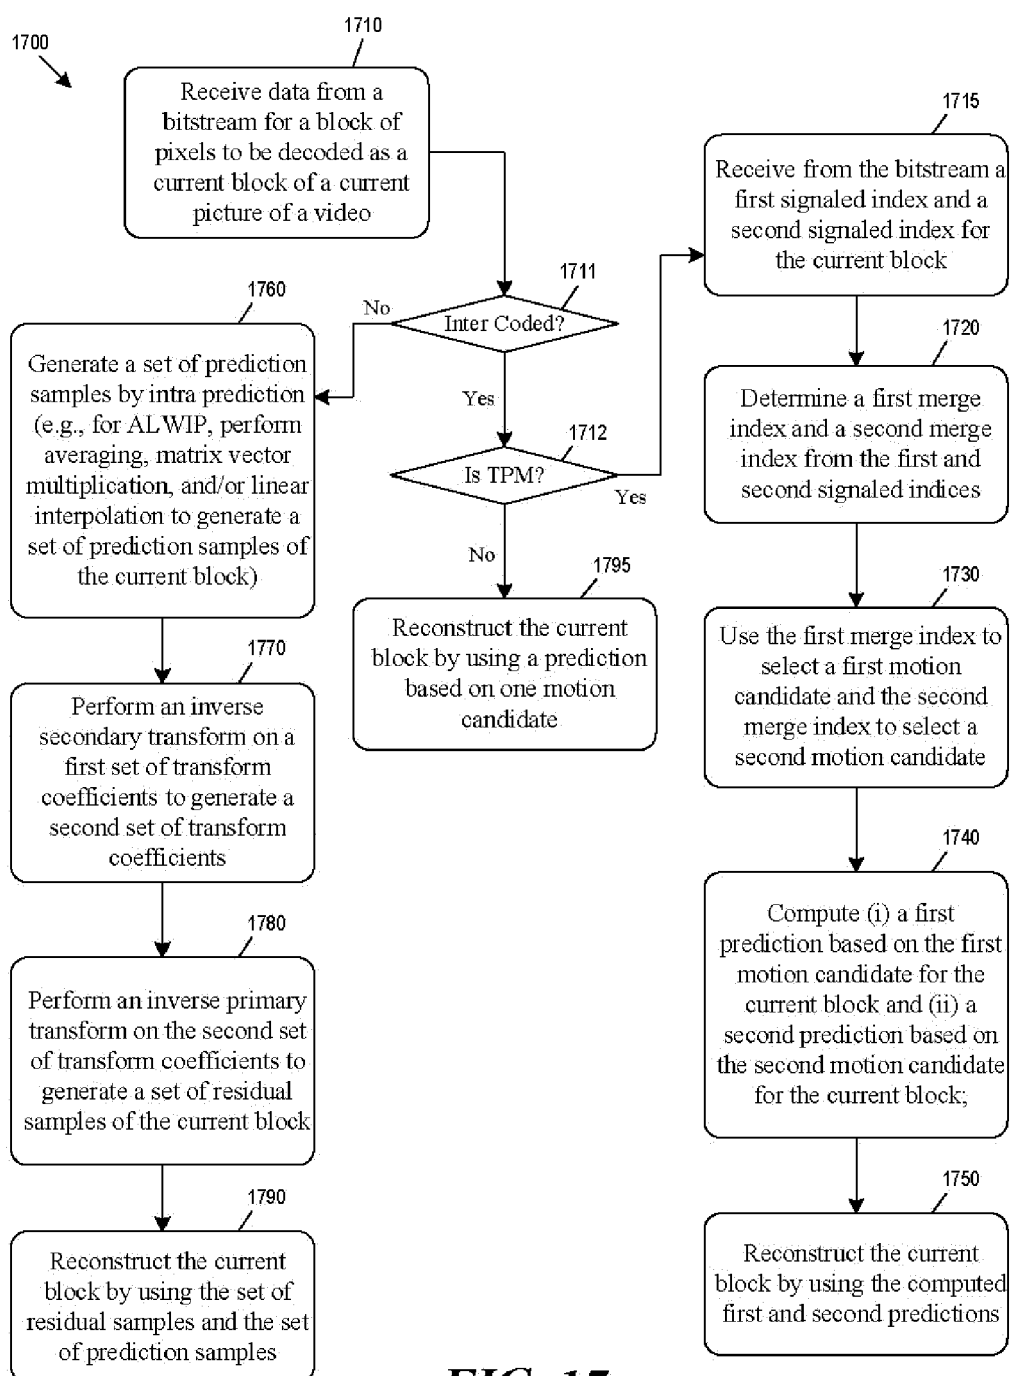 1700
1710
Receive data from a
bitstream for a block of
pixels to be decoded as a
current block of a current
picture of a video
1711
Inter Coded?
No
Yes
1712
Is TPM?
Yes
No
1795
Reconstruct the current
block by using a prediction
based on one motion
candidate
1760
Generate a set of prediction
samples by intra prediction
(e.g., for ALWIP, perform
averaging, matrix vector
multiplication, and/or linear
interpolation to generate a
set of prediction samples of
the current block)
1770
Perform an inverse
secondary transform on a
first set of transform
coefficients to generate a
second set of transform
coefficients
1780
Perform an inverse primary
transform on the second set
of transform coefficients to
generate a set of residual
samples of the current block
1790
Reconstruct the current
block by using the set of
residual samples and the set
of prediction samples
1715
Receive from the bitstream a
first signaled index and a
second signaled index for
the current block
1720
Determine a first merge
index and a second merge
index from the first and
second signaled indices
1730
Use the first merge index to
select a first motion
candidate and the second
merge index to select a
second motion candidate
1740
Compute (i) a first
prediction based on the first
motion candidate for the
current block and (ii) a
second prediction based on
the second motion candidate
for the current block;
1750
Reconstruct the current
block by using the computed
first and second predictions
FIG. 17